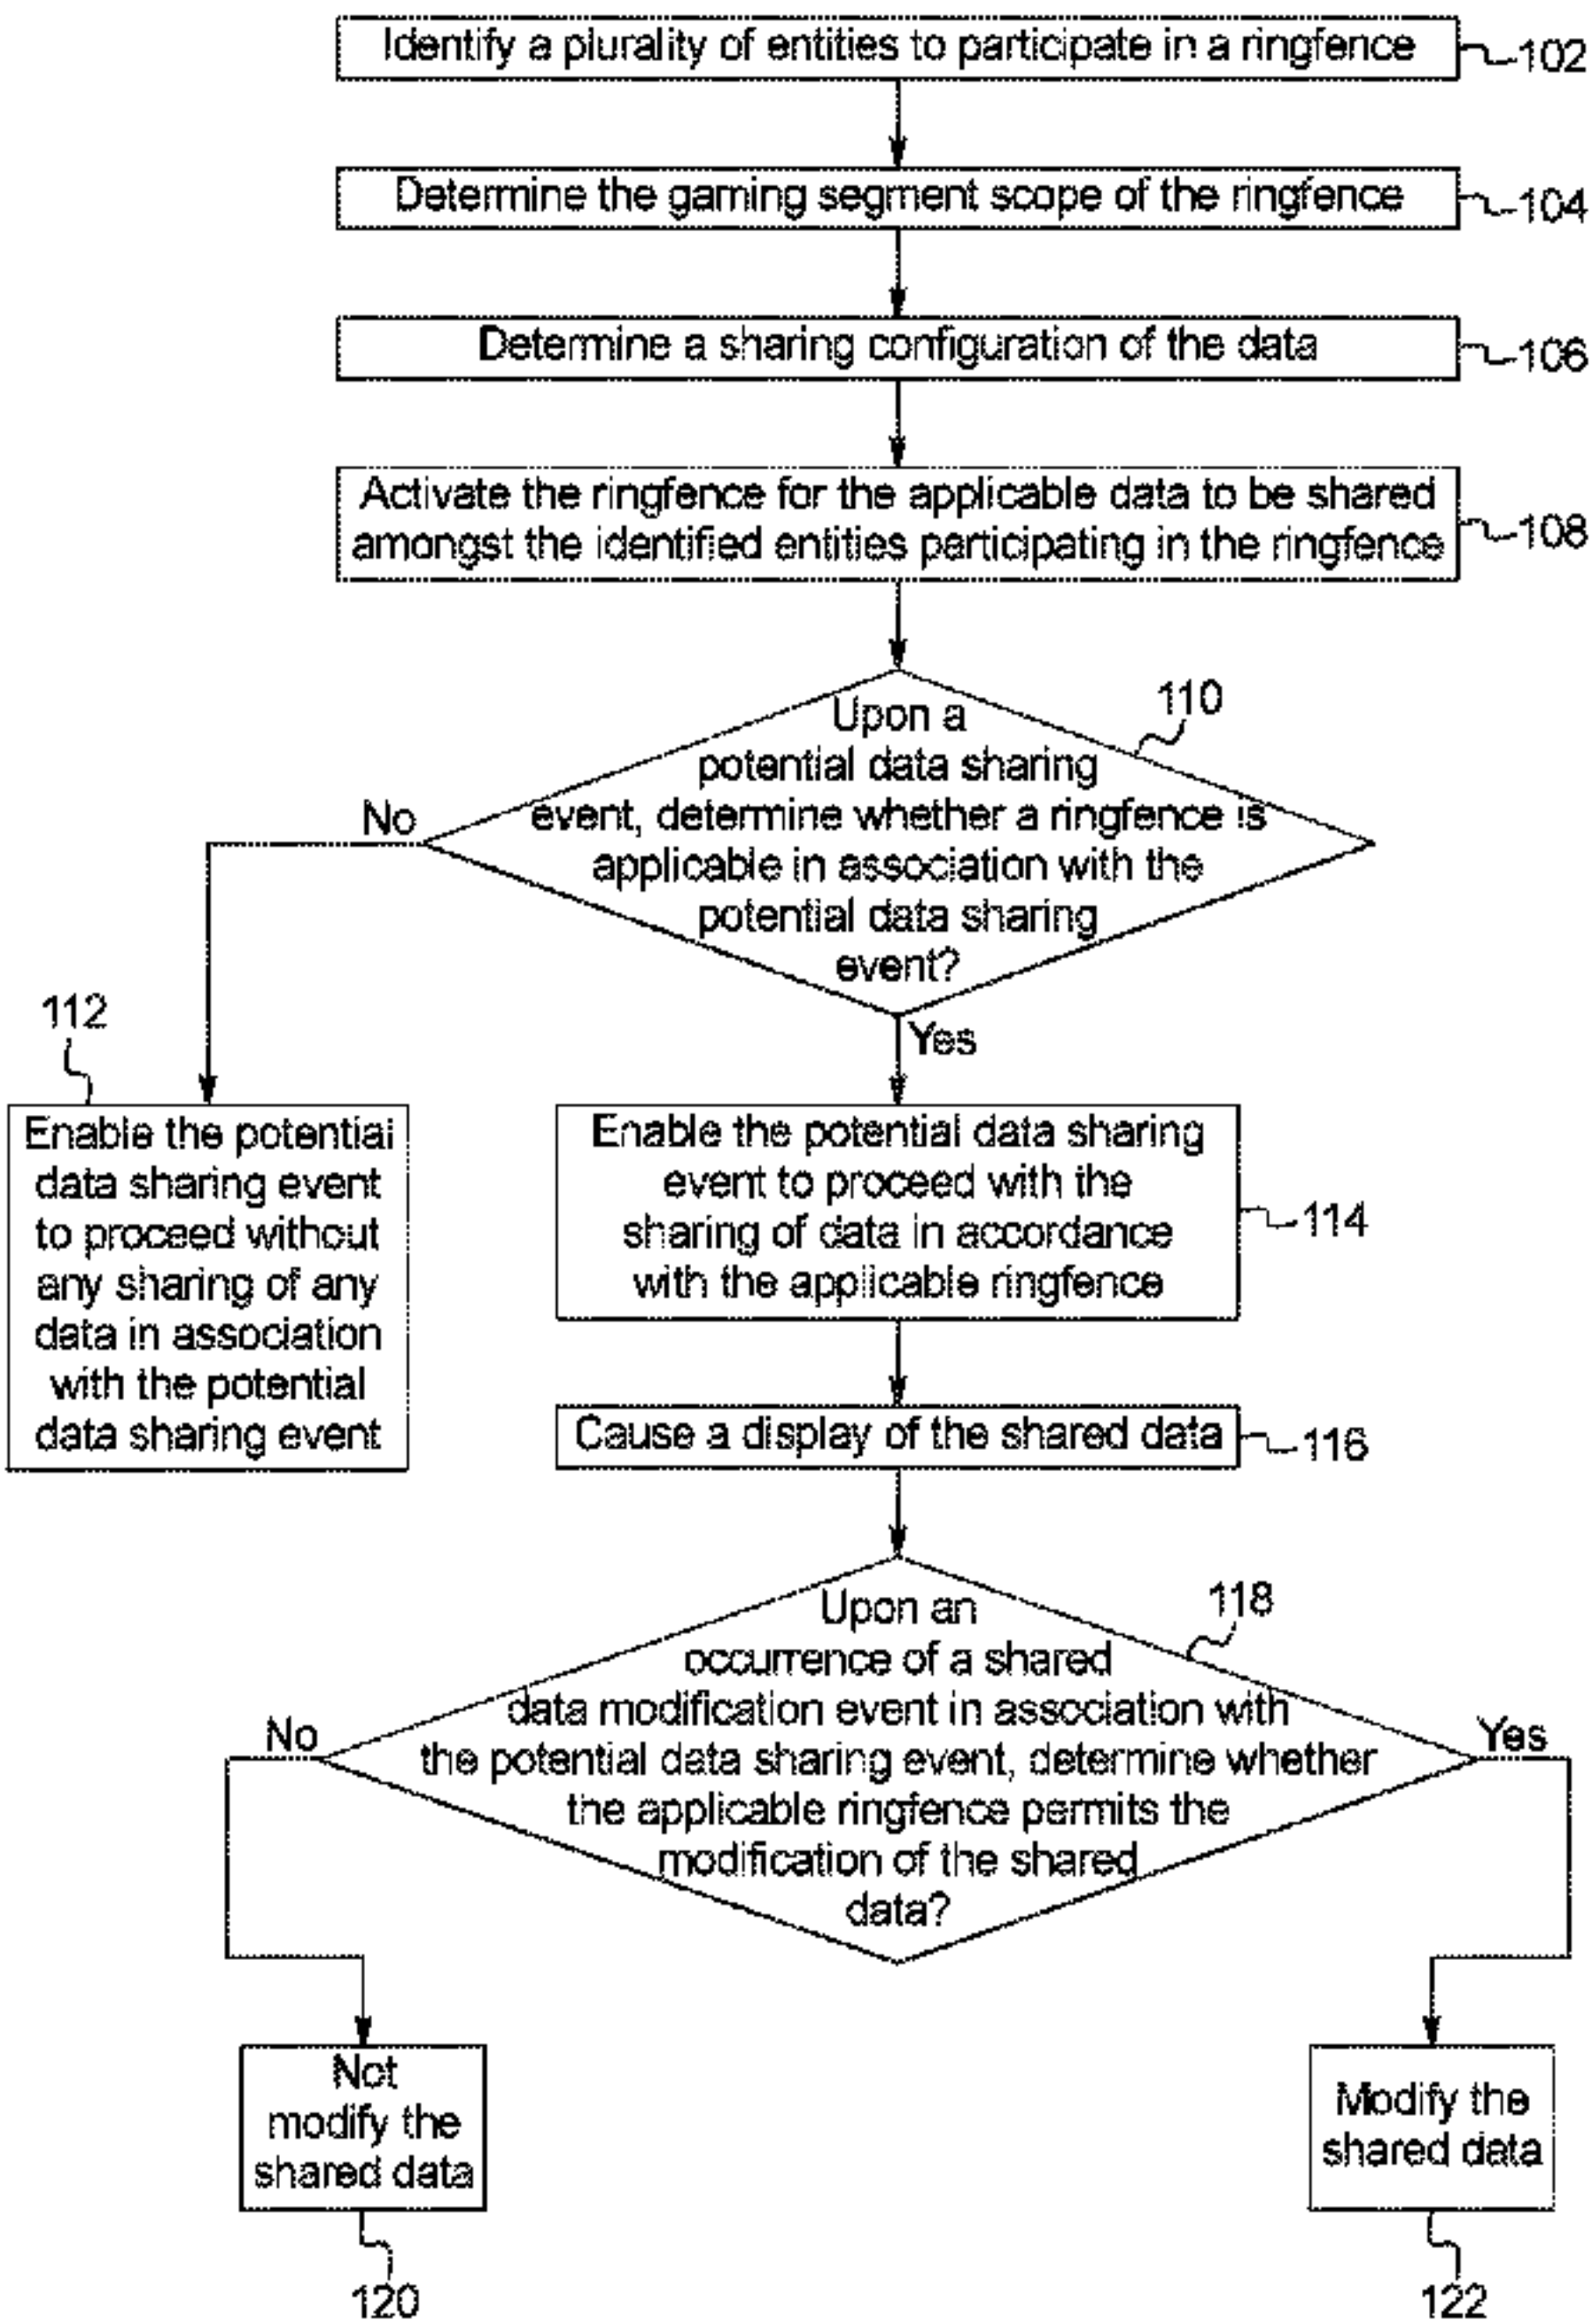 Identify a plurality of entities to participate in a ringfence
102
Determine the gaming segment scope of the ringfence
104
Determine a sharing configuration of the data
106
Activate the ringfence for the applicable data to be shared
amongst the identified entities participating in the ringfence
108
110
Upon a
potential data sharing
event, determine whether a ringfence is
applicable in association with the
potential data sharing
event?
No
Yes
112
Enable the potential
data sharing event
to proceed without
any sharing of any
data in association
with the potential
data sharing event
Enable the potential data sharing
event to proceed with the
sharing of data in accordance
with the applicable ringfence
114
Cause a display of the shared data
116
118
Upon an
occurrence of a shared
data modification event in association with
the potential data sharing event, determine whether
the applicable ringfence permits the
modification of the shared
data?
No
Yes
Not
modify the
shared data
120
Modify the
shared data
122